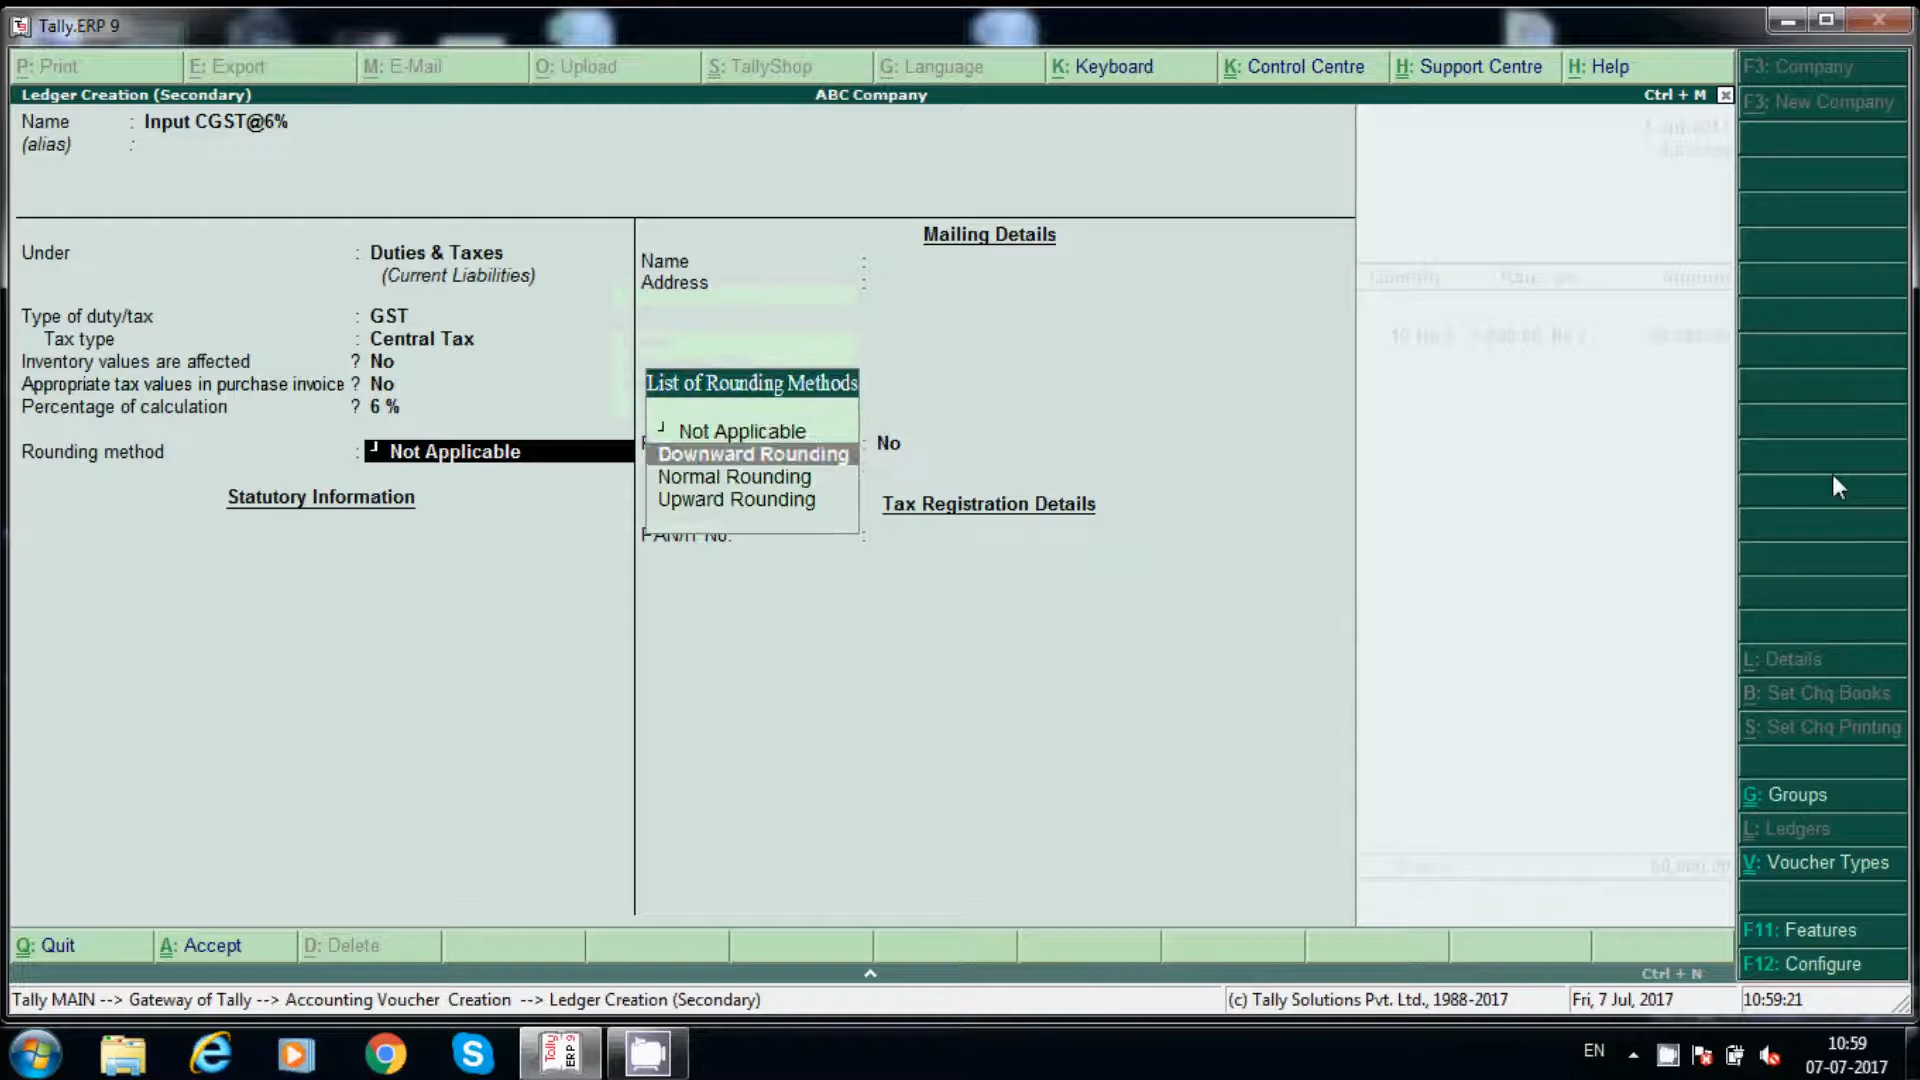 Tally.ERP 9
P: Print
E: Export
M: E-Mail
O: Upload
S: TallyShop
G: Language
K: Keyboard
K: Control Centre
H: Support Centre
H: Help
F3: Company
F3: New Company
Ledger Creation (Secondary)
ABC Company
Ctrl + M
Name : Input CGST@6%
(alias) :
Under : Duties & Taxes
(Current Liabilities)
Type of duty/tax : GST
Tax type : Central Tax
Inventory values are affected ? No
Appropriate tax values in purchase invoice ? No
Percentage of calculation ? 6 %
Rounding method : ┘ Not Applicable
Statutory Information
Mailing Details
Name :
Address :
List of Rounding Methods
┘ Not Applicable
Downward Rounding
Normal Rounding
Upward Rounding
: No
Tax Registration Details
PAN/IT No. :
L: Details
B: Set Chq Books
S: Set Chq Printing
G: Groups
L: Ledgers
V: Voucher Types
F11: Features
F12: Configure
Q: Quit
A: Accept
D: Delete
Ctrl + N
Tally MAIN --> Gateway of Tally --> Accounting Voucher Creation --> Ledger Creation (Secondary)
(c) Tally Solutions Pvt. Ltd., 1988-2017
Fri, 7 Jul, 2017
10:59:21
Tally
ERP 9
EN
10:59
07-07-2017